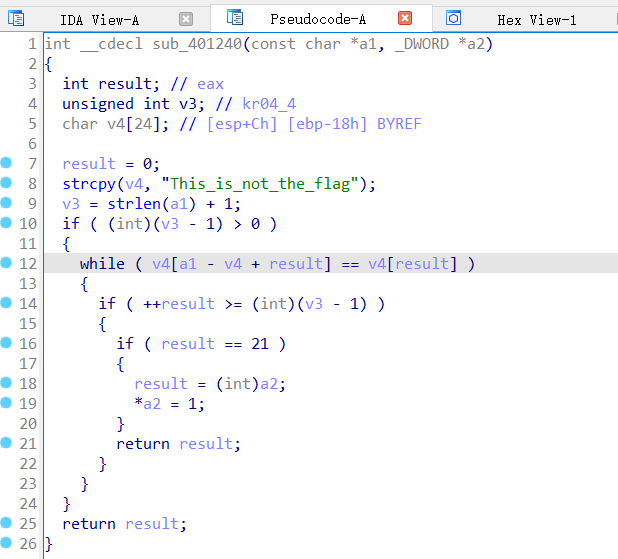 IDA View-A Pseudocode-A Hex View-1
1 int __cdecl sub_401240(const char *a1, _DWORD *a2)
2 {
3 int result; // eax
4 unsigned int v3; // kr04_4
5 char v4[24]; // [esp+Ch] [ebp-18h] BYREF
6
7 result = 0;
8 strcpy(v4, "This_is_not_the_flag");
9 v3 = strlen(a1) + 1;
10 if ( (int)(v3 - 1) > 0 )
11 {
12 while ( v4[a1 - v4 + result] == v4[result] )
13 {
14 if ( ++result >= (int)(v3 - 1) )
15 {
16 if ( result == 21 )
17 {
18 result = (int)a2;
19 *a2 = 1;
20 }
21 return result;
22 }
23 }
24 }
25 return result;
26 }